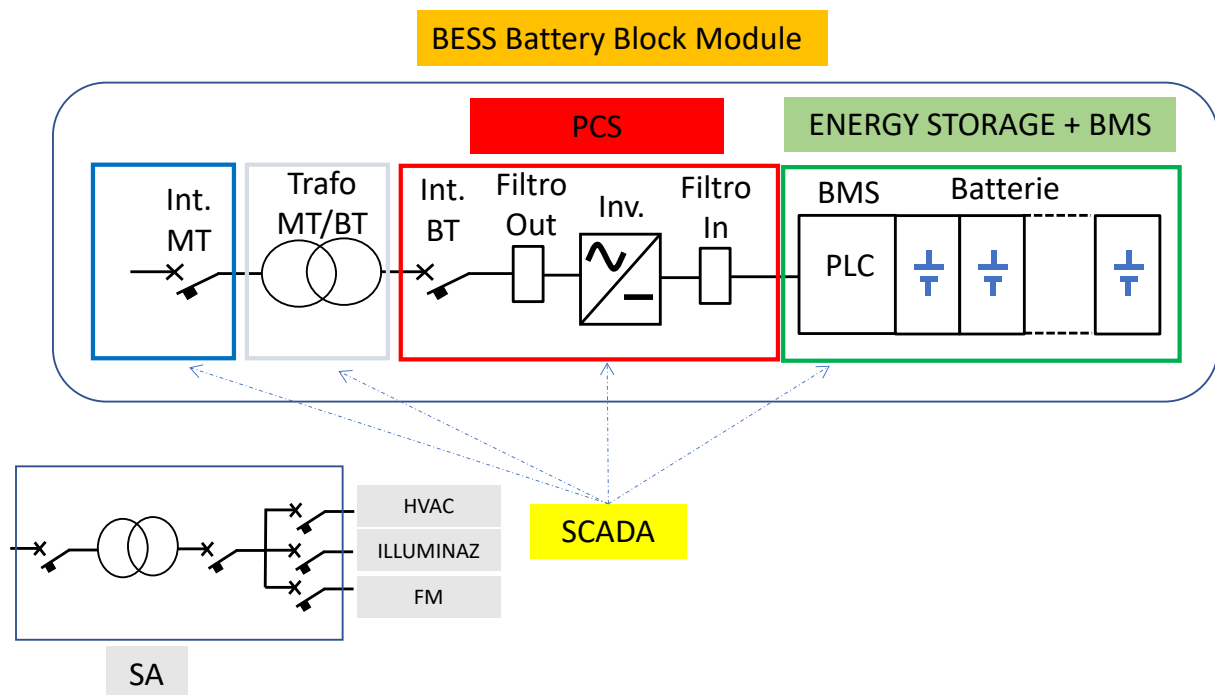 BESS Battery Block Module
PCS
ENERGY STORAGE + BMS
Int.
MT
Trafo
MT/BT
Int.
BT
Filtro
Out
Inv.
Filtro
In
BMS
Batterie
PLC
HVAC
ILLUMINAZ
FM
SCADA
SA